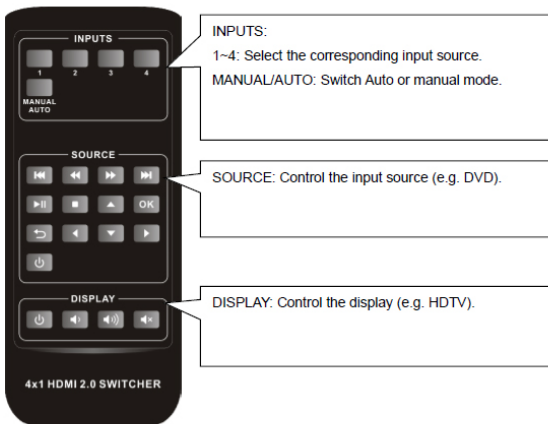 INPUTS
1 2 3 4
MANUAL
AUTO
SOURCE
OK
DISPLAY
4x1 HDMI 2.0 SWITCHER
INPUTS:
1~4: Select the corresponding input source.
MANUAL/AUTO: Switch Auto or manual mode.
SOURCE: Control the input source (e.g. DVD).
DISPLAY: Control the display (e.g. HDTV).